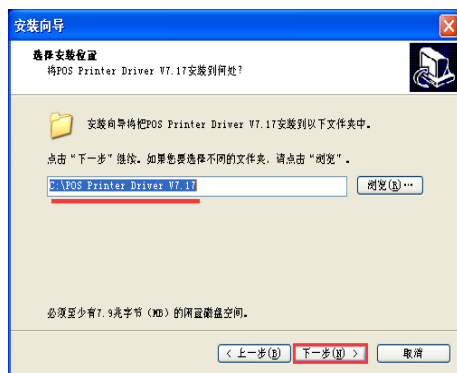 安装向导
选择安装位置
将POS Printer Driver V7.17安装到何处?
安装向导将把POS Printer Driver V7.17安装到以下文件夹中。
点击“下一步”继续。如果您要选择不同的文件夹，请点击“浏览”。
C:\POS Printer Driver V7.17
浏览(R)...
必须至少有7.9兆字节（MB）的闲置磁盘空间。
< 上一步(B)
下一步(N) >
取消